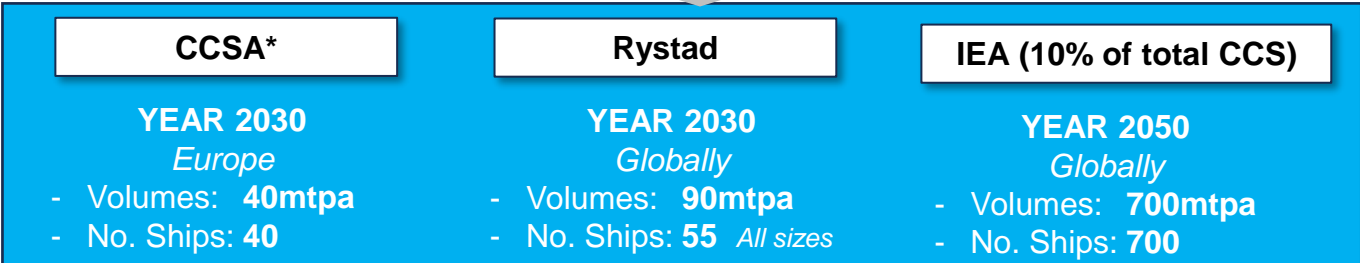 CCSA*
YEAR 2030
Europe
- Volumes: 40mtpa
- No. Ships: 40
Rystad
YEAR 2030
Globally
- Volumes: 90mtpa
- No. Ships: 55 All sizes
IEA (10% of total CCS)
YEAR 2050
Globally
- Volumes: 700mtpa
- No. Ships: 700